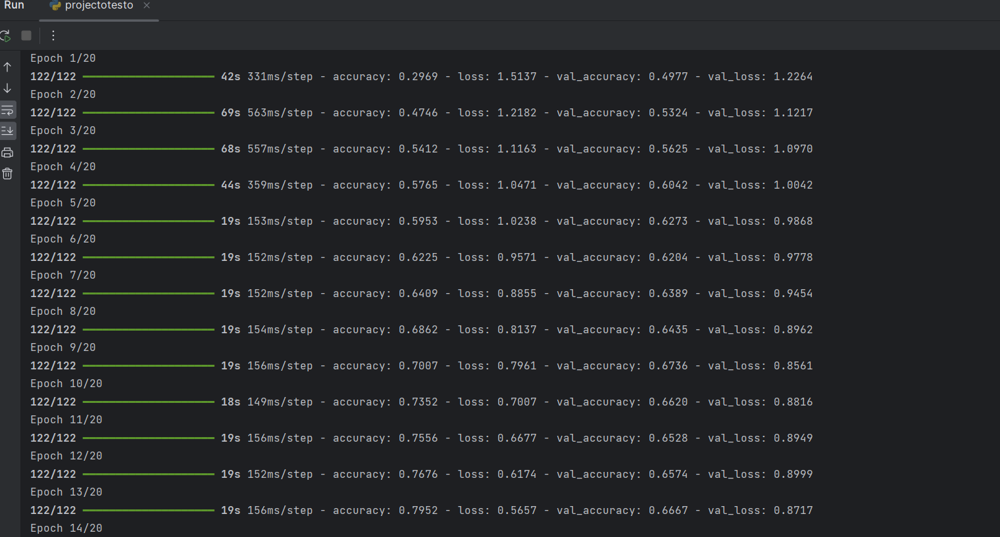 Run projectotesto
Epoch 1/20
122/122 42s 331ms/step - accuracy: 0.2969 - loss: 1.5137 - val_accuracy: 0.4977 - val_loss: 1.2264
Epoch 2/20
122/122 69s 563ms/step - accuracy: 0.4746 - loss: 1.2182 - val_accuracy: 0.5324 - val_loss: 1.1217
Epoch 3/20
122/122 68s 557ms/step - accuracy: 0.5412 - loss: 1.1163 - val_accuracy: 0.5625 - val_loss: 1.0970
Epoch 4/20
122/122 44s 359ms/step - accuracy: 0.5765 - loss: 1.0471 - val_accuracy: 0.6042 - val_loss: 1.0042
Epoch 5/20
122/122 19s 153ms/step - accuracy: 0.5953 - loss: 1.0238 - val_accuracy: 0.6273 - val_loss: 0.9868
Epoch 6/20
122/122 19s 152ms/step - accuracy: 0.6225 - loss: 0.9571 - val_accuracy: 0.6204 - val_loss: 0.9778
Epoch 7/20
122/122 19s 152ms/step - accuracy: 0.6409 - loss: 0.8855 - val_accuracy: 0.6389 - val_loss: 0.9454
Epoch 8/20
122/122 19s 154ms/step - accuracy: 0.6862 - loss: 0.8137 - val_accuracy: 0.6435 - val_loss: 0.8962
Epoch 9/20
122/122 19s 156ms/step - accuracy: 0.7007 - loss: 0.7961 - val_accuracy: 0.6736 - val_loss: 0.8561
Epoch 10/20
122/122 18s 149ms/step - accuracy: 0.7352 - loss: 0.7007 - val_accuracy: 0.6620 - val_loss: 0.8816
Epoch 11/20
122/122 19s 156ms/step - accuracy: 0.7556 - loss: 0.6677 - val_accuracy: 0.6528 - val_loss: 0.8949
Epoch 12/20
122/122 19s 152ms/step - accuracy: 0.7676 - loss: 0.6174 - val_accuracy: 0.6574 - val_loss: 0.8999
Epoch 13/20
122/122 19s 156ms/step - accuracy: 0.7952 - loss: 0.5657 - val_accuracy: 0.6667 - val_loss: 0.8717
Epoch 14/20